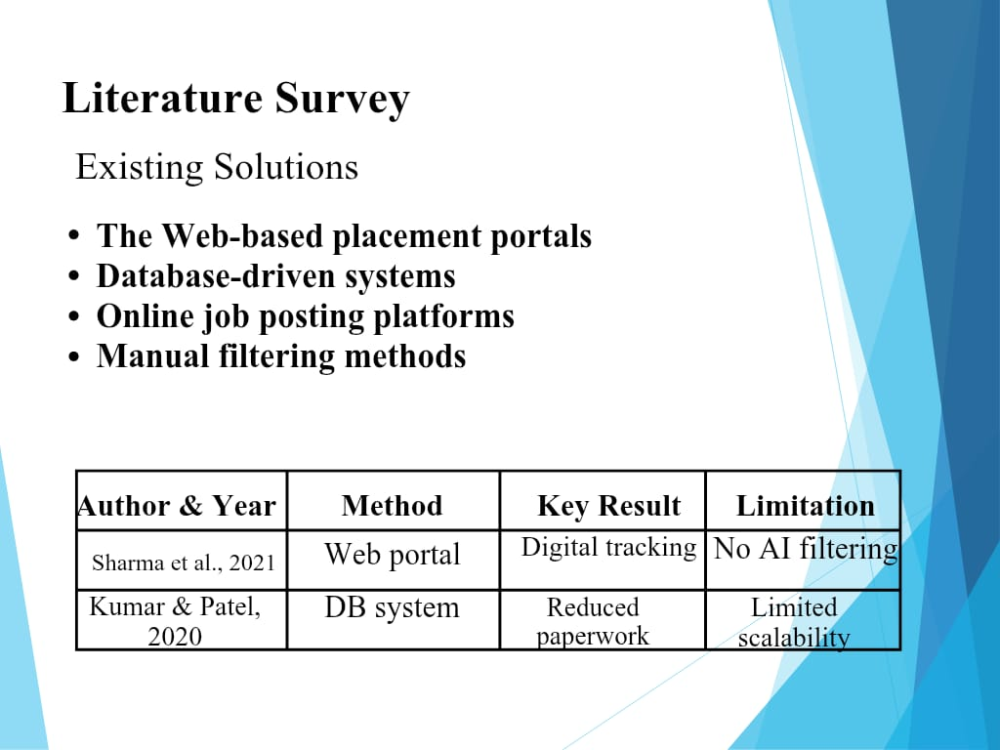 Literature Survey
Existing Solutions
• The Web-based placement portals
• Database-driven systems
• Online job posting platforms
• Manual filtering methods
Author & Year Method Key Result Limitation
Sharma et al., 2021 Web portal Digital tracking No AI filtering
Kumar & Patel, DB system Reduced Limited
2020 paperwork scalability